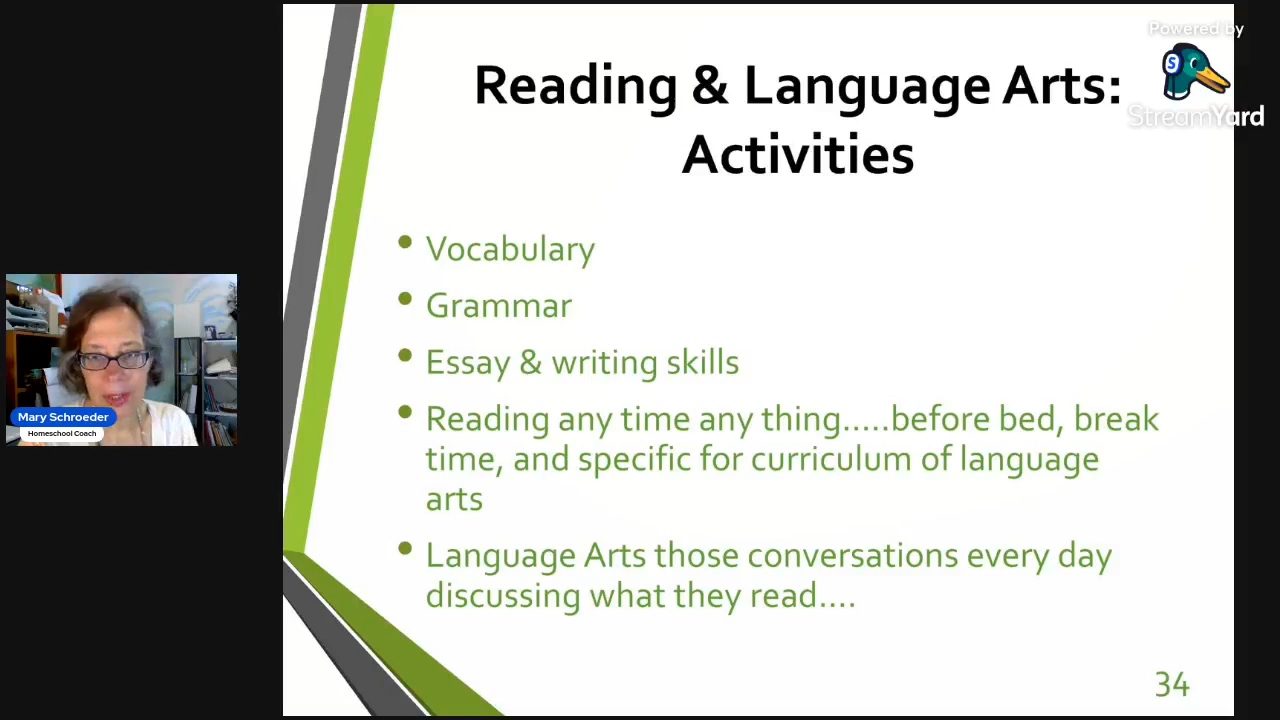 Powered by
StreamYard
Reading & Language Arts:
Activities
• Vocabulary
• Grammar
• Essay & writing skills
• Reading any time any thing.....before bed, break
time, and specific for curriculum of language
arts
• Language Arts those conversations every day
discussing what they read....
Mary Schroeder
Homeschool Coach
34